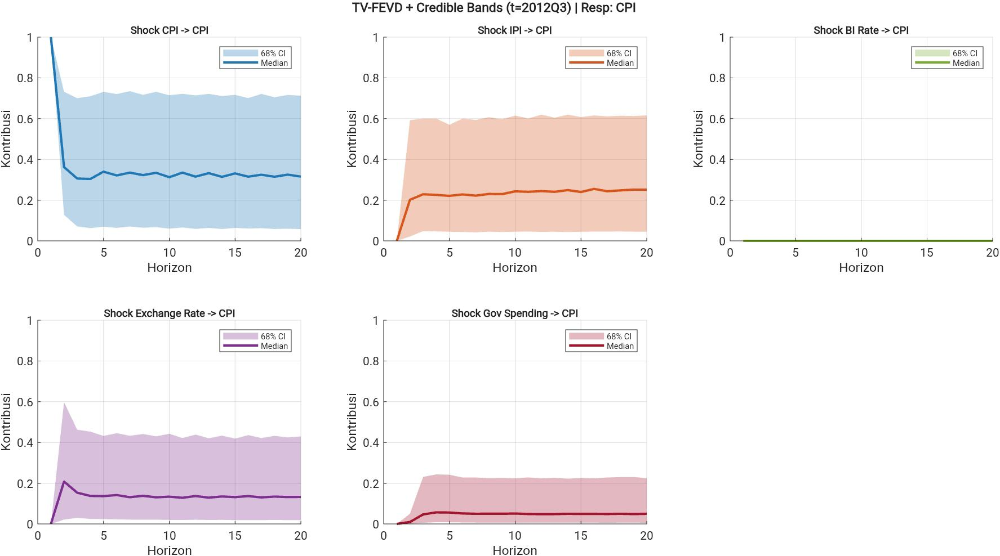 TV-FEVD + Credible Bands (t=2012Q3) | Resp: CPI
Shock CPI -> CPI
1
0.8
0.6
0.4
0.2
0
0 5 10 15 20
Kontribusi
Horizon
68% CI
Median
Shock IPI -> CPI
1
0.8
0.6
0.4
0.2
0
0 5 10 15 20
Kontribusi
Horizon
68% CI
Median
Shock BI Rate -> CPI
1
0.8
0.6
0.4
0.2
0
0 5 10 15 20
Kontribusi
Horizon
68% CI
Median
Shock Exchange Rate -> CPI
1
0.8
0.6
0.4
0.2
0
0 5 10 15 20
Kontribusi
Horizon
68% CI
Median
Shock Gov Spending -> CPI
1
0.8
0.6
0.4
0.2
0
0 5 10 15 20
Kontribusi
Horizon
68% CI
Median